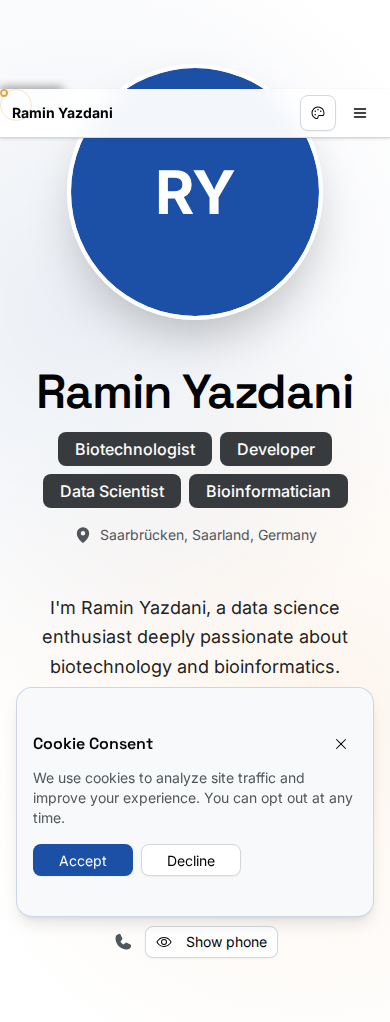 Ramin Yazdani
RY
Ramin Yazdani
Biotechnologist
Developer
Data Scientist
Bioinformatician
Saarbrücken, Saarland, Germany
I'm Ramin Yazdani, a data science
enthusiast deeply passionate about
biotechnology and bioinformatics.
Cookie Consent
We use cookies to analyze site traffic and
improve your experience. You can opt out at any
time.
Accept
Decline
Show phone